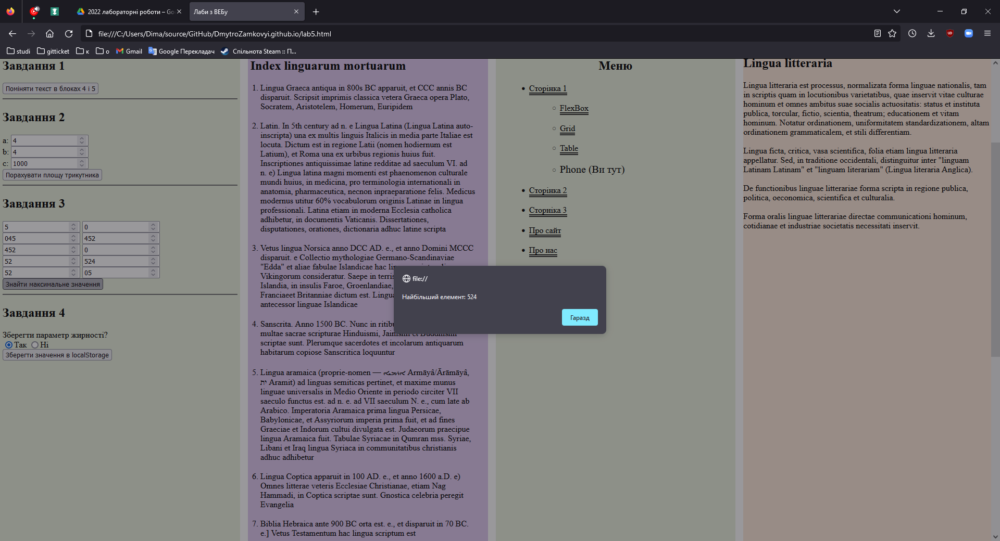 2022 лабораторні роботи – Go
Лаби з ВЕБу
file:///C:/Users/Dima/source/GitHub/DmytroZamkovyi.github.io/lab5.html
studi
gitticket
к
о
Gmail
Google Перекладач
Спільнота Steam :: П...
Завдання 1
Поміняти текст в блоках 4 і 5
Завдання 2
a: 4
b: 4
c: 1000
Порахувати площу трикутника
Завдання 3
5 0
045 452
452 0
52 524
52 05
Знайти максимальне значення
Завдання 4
Зберегти параметр жирності?
Так Ні
Зберегти значення в localStorage
Index linguarum mortuarum
1. Lingua Graeca antiqua in 800s BC apparuit, et CCC annis BC
disparuit. Scripsit imprimis classica vetera Graeca opera Plato,
Socratem, Aristotelem, Homerum, Euripidem
2. Latin. In 5th century ad n. e Lingua Latina (Lingua Latina auto-
inscripta) una ex multis linguis Italicis in media parte Italiae est
locuta. Dictum est in regione Latii (nomen hodiernum est
Latium), et Roma una ex urbibus regionis huius fuit.
Inscriptiones antiquissimae latine redditae ad saeculum VI. ad
n. e) Lingua latina magni momenti est phaenomenon culturale
mundi huius, in medicina, pro terminologia internationali in
anatomia, pharmaceutica, necnon inpraeparatione felis. Medicus
modernus utitur 60% vocabulorum originis Latinae in lingua
professionali. Latina etiam in moderna Ecclesia catholica
adhibetur, in documentis Vaticanis. Dissertationes,
disputationes, orationes, dictionaria adhuc latine scripta
3. Vetus lingua Norsica anno DCC AD. e., et anno Domini MCCC
disparuit. e Collectio mythologiae Germano-Scandinaviae
"Edda" et aliae fabulae Islandicae hac
Vikingorum consideratur. Saepe in
Islandia, in insulis Faroe, Groenlandiae,
Franciaeet Britanniae dictum est.
antecessor linguae Islandicae
4. Sanscrita. Anno 1500 BC. Nunc in
multae sacrae scripturae Hinduismi,
scriptae sunt. Plerumque sacerdotes et incolarum antiquarum
habitarum copiose Sanscritica loquuntur
5. Lingua aramaica (proprie-nomen — Armāyâ/Ārāmāyâ,
ית Aramit) ad linguas semiticas pertinet, et maxime munus
linguae universalis in Medio Oriente in periodo circiter VII
saeculo functus est. ad n. e. ad VII saeculum N. e., cum late ab
Arabico. Imperatoria Aramaica prima lingua Persicae,
Babylonicae, et Assyriorum imperia prima fuit, et ad fines
Graeciae et Indorum cultui divulgata est. Judaeorum praecipue
lingua Aramaica fuit. Tabulae Syriacae in Qumran mss. Syriae,
Libani et Iraq lingua Syriaca in communitatibus christianis
adhuc adhibetur
6. Lingua Coptica apparuit in 100 AD. e., et anno 1600 a.D. e)
Omnes litterae veteris Ecclesiae Christianae, etiam Nag
Hammadi, in Coptica scriptae sunt. Gnostica celebria peregit
Evangelia
7. Biblia Hebraica ante 900 BC orta est. e., et disparuit in 70 BC.
e.] Vetus Testamentum hac lingua scriptum est
Меню
Сторінка 1
FlexBox
Grid
Table
Phone (Ви тут)
Сторінка 2
Сторніка 3
Про сайт
Про нас
file://
Найбільший елемент: 524
Гаразд
Lingua litteraria
Lingua litteraria est processus, normalizata forma linguae nationalis, tam
in scriptis quam in locutionibus varietatibus, quae inservit vitae culturae
hominum et omnes ambitus suae socialis actuositatis: status et instituta
publica, torcular, fictio, scientia, theatrum; educationem et vitam
hominum. Notatur ordinationem, uniformitatem standardizationem, altam
ordinationem grammaticalem, et stili differentiam.
Lingua ficta, critica, vasa scientifica, folia etiam lingua litteraria
appellatur. Sed, in traditione occidentali, distinguitur inter "linguam
Latinam Latinam" et "linguam literariam" (Lingua literaria Anglica).
De functionibus linguae litterariae forma scripta in regione publica,
politica, oeconomica, scientifica et culturalia.
Forma oralis linguae litterariae directae communicationi hominum,
cotidianae et industriae societatis necessitati inservit.